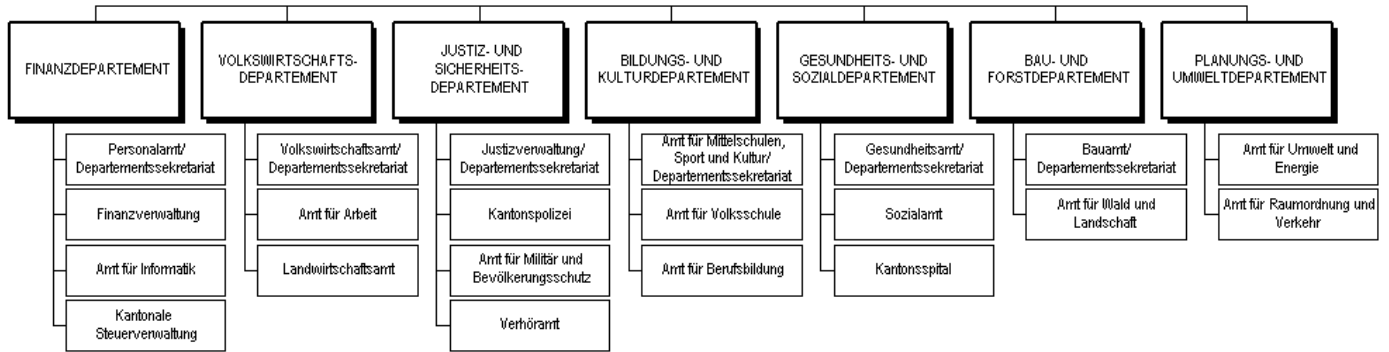 FINANZDEPARTEMENT
VOLKSWIRTSCHAFTS-
DEPARTEMENT
JUSTIZ- UND
SICHERHEITS-
DEPARTEMENT
BILDUNGS- UND
KULTURDEPARTEMENT
GESUNDHEITS- UND
SOZIALDEPARTEMENT
BAU- UND
FORSTDEPARTEMENT
PLANUNGS- UND
UMWELTDEPARTEMENT
Personalamt/
Departementssekretariat
Finanzverwaltung
Amt für Informatik
Kantonale
Steuerverwaltung
Volkswirtschaftsamt/
Departementssekretariat
Amt für Arbeit
Landwirtschaftsamt
Justizverwaltung/
Departementssekretariat
Kantonspolizei
Amt für Militär und
Bevölkerungsschutz
Verhöramt
Amt für Mittelschulen,
Sport und Kultur/
Departementssekretariat
Amt für Volksschule
Amt für Berufsbildung
Gesundheitsamt/
Departementssekretariat
Sozialamt
Kantonsspital
Bauamt/
Departementssekretariat
Amt für Wald und
Landschaft
Amt für Umwelt und
Energie
Amt für Raumordnung und
Verkehr